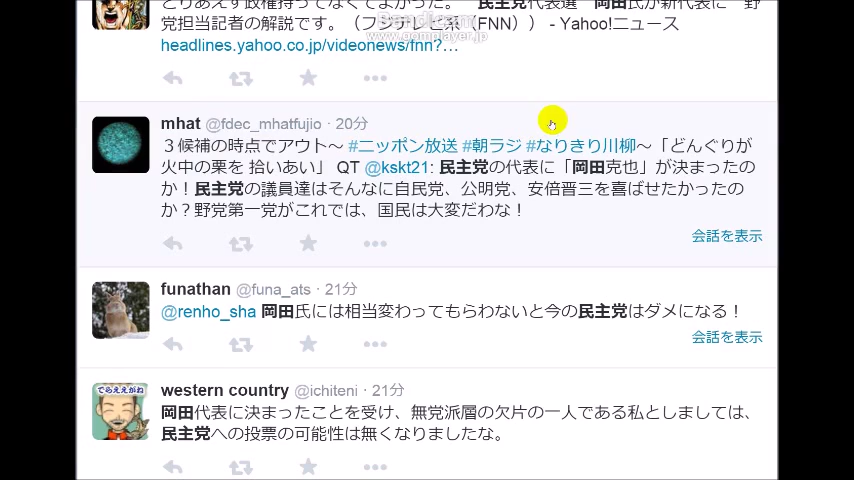 とりあえず政権持ってなくてよかった。 民主党代表選 岡田氏が新代表に 野
党担当記者の解説です。（フジテレビ系（FNN）） - Yahoo!ニュース
headlines.yahoo.co.jp/videonews/fnn?…
Bandicam
www.gomplayer.jp
mhat @fdec_mhatfujio · 20分
３候補の時点でアウト～ #ニッポン放送 #朝ラジ #なりきり川柳～「どんぐりが
火中の栗を 拾いあい」 QT @kskt21: 民主党の代表に「岡田克也」が決まったの
か！民主党の議員達はそんなに自民党、公明党、安倍晋三を喜ばせたかったの
か？野党第一党がこれでは、国民は大変だわな！
会話を表示
funathan @funa_ats · 21分
@renho_sha 岡田氏には相当変わってもらわないと今の民主党はダメになる！
会話を表示
でらええがね
western country @ichiteni · 21分
岡田代表に決まったことを受け、無党派層の欠片の一人である私としましては、
民主党への投票の可能性は無くなりましたな。